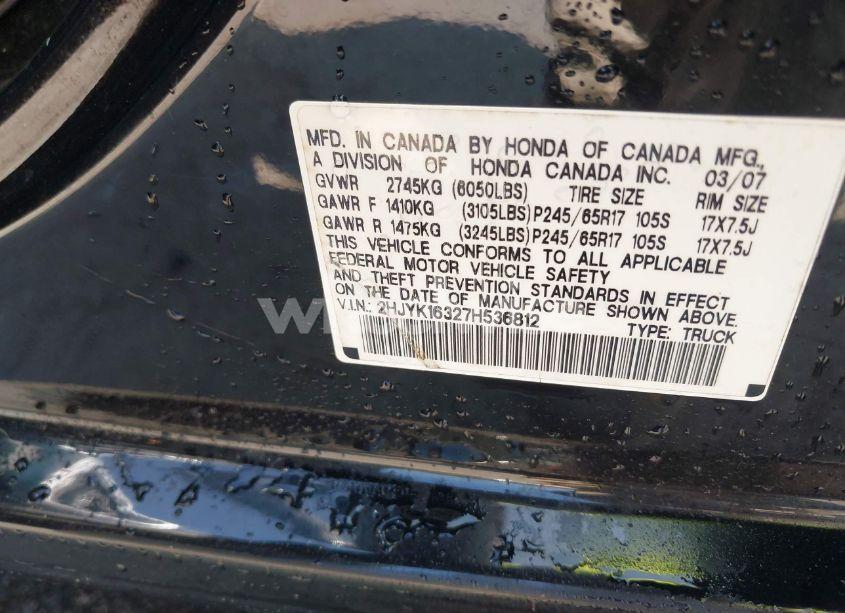 MFD. IN CANADA BY HONDA OF CANADA MFG.,
A DIVISION OF HONDA CANADA INC. 03/07
GVWR 2745KG (6050LBS) TIRE SIZE RIM SIZE
GAWR F 1410KG (3105LBS) P245/65R17 105S 17X7.5J
GAWR R 1475KG (3245LBS) P245/65R17 105S 17X7.5J
THIS VEHICLE CONFORMS TO ALL APPLICABLE
FEDERAL MOTOR VEHICLE SAFETY
AND THEFT PREVENTION STANDARDS IN EFFECT
ON THE DATE OF MANUFACTURE SHOWN ABOVE.
V.I.N.: 2HJYK16327H536812 TYPE: TRUCK